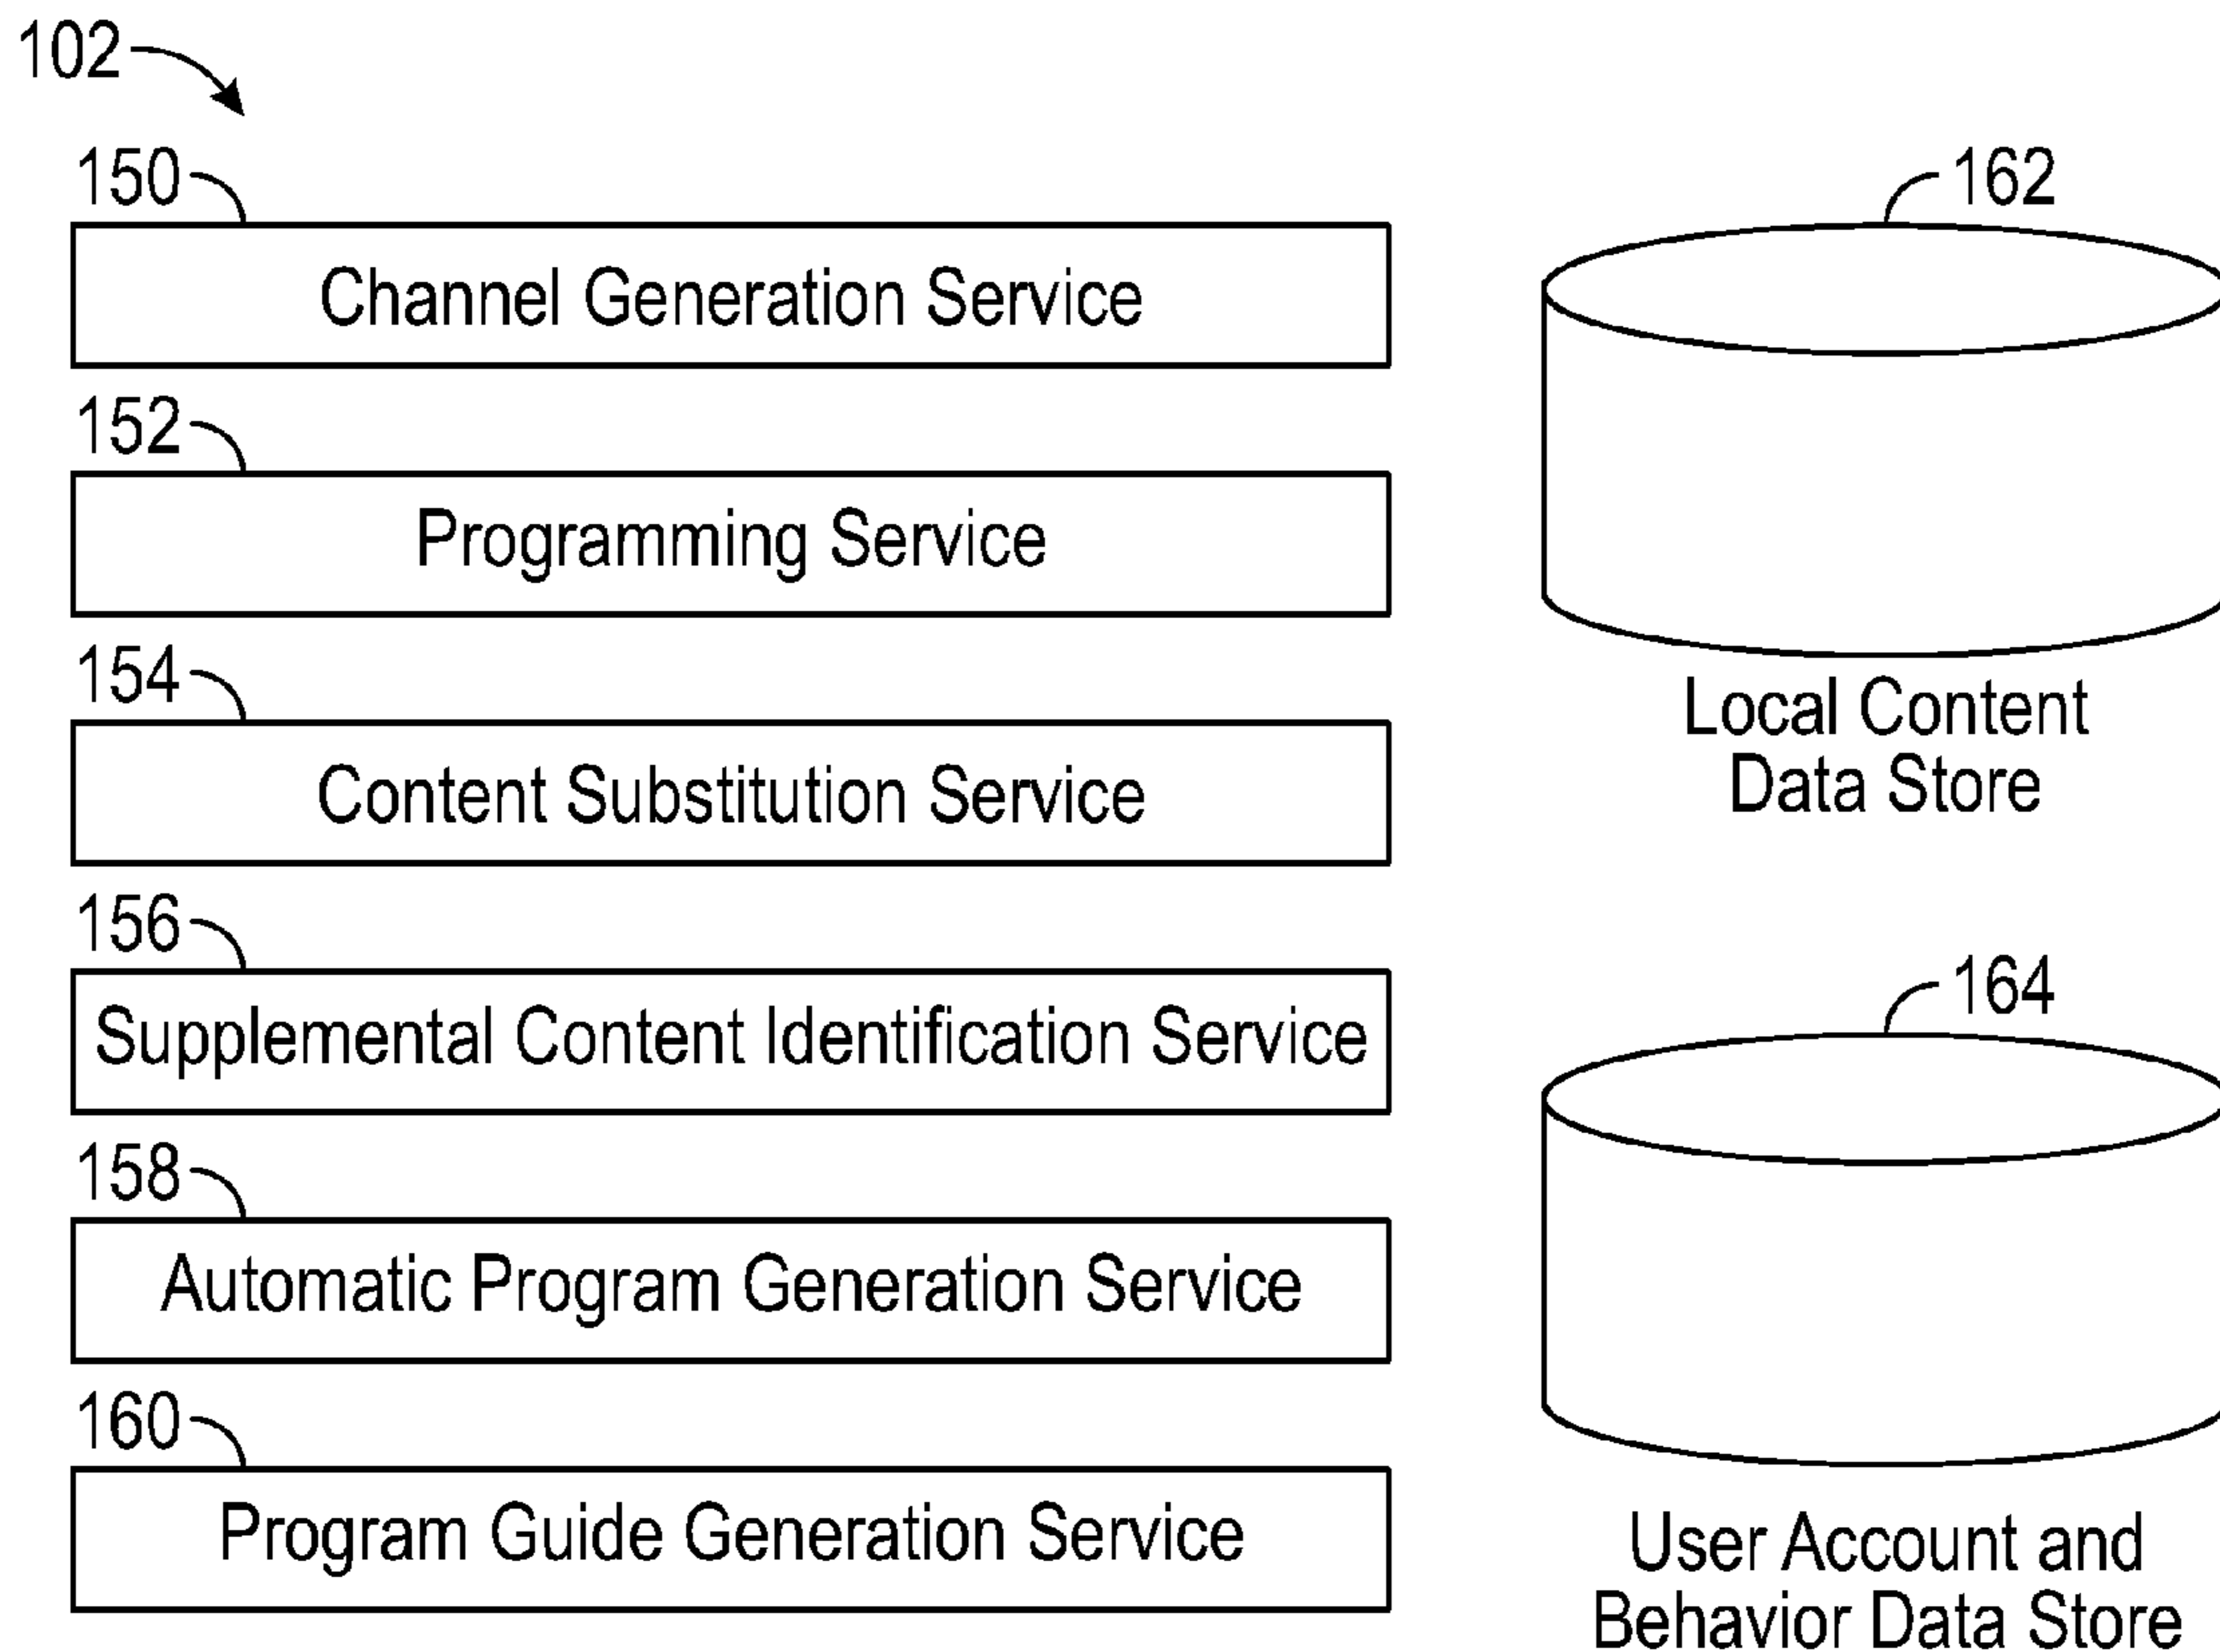 102
150
Channel Generation Service
152
Programming Service
154
Content Substitution Service
156
Supplemental Content Identification Service
158
Automatic Program Generation Service
160
Program Guide Generation Service
162
Local Content
Data Store
164
User Account and
Behavior Data Store